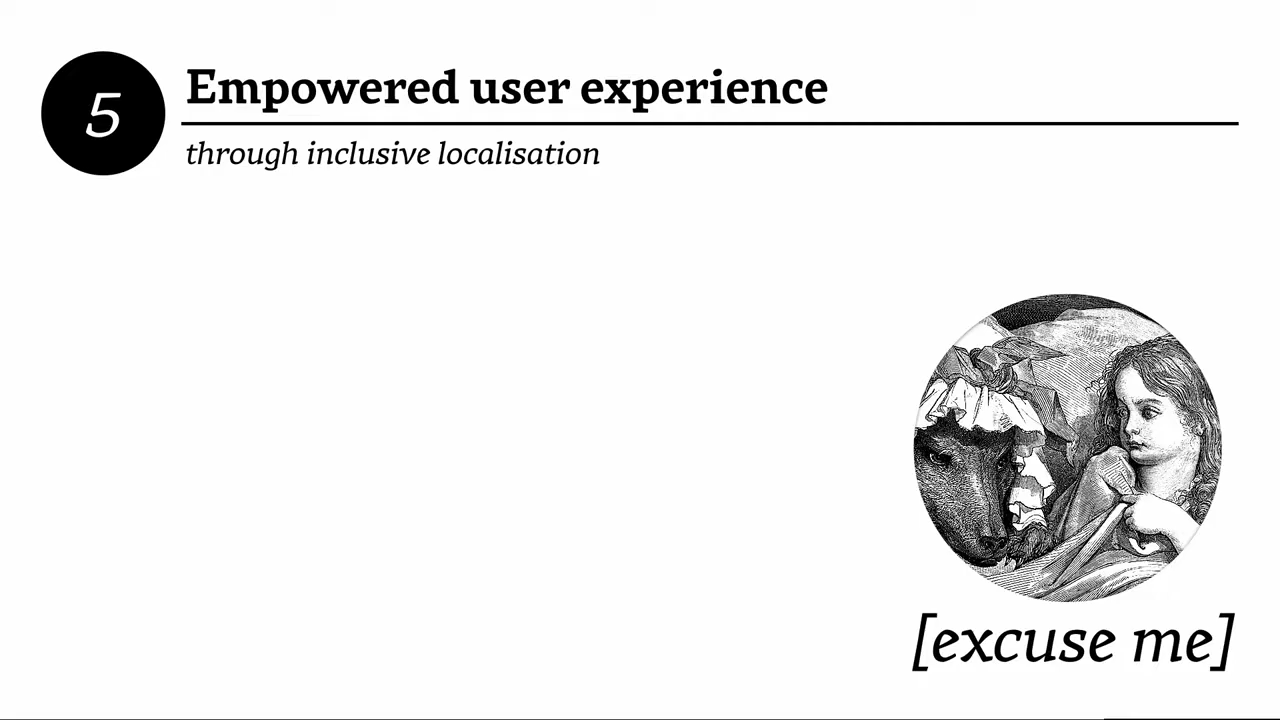 5
Empowered user experience
through inclusive localisation
[excuse me]